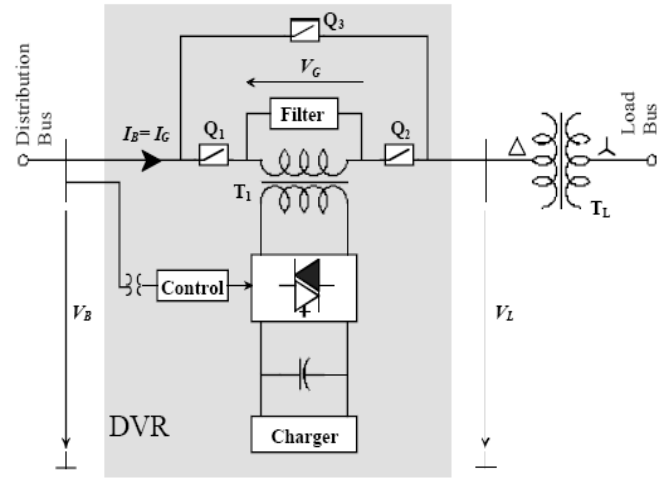 Q3
VG
Distribution
Bus
IB= IG
Q1
Filter
Q2
Load
Bus
Δ
T1
TL
Control
VB
VL
DVR
Charger